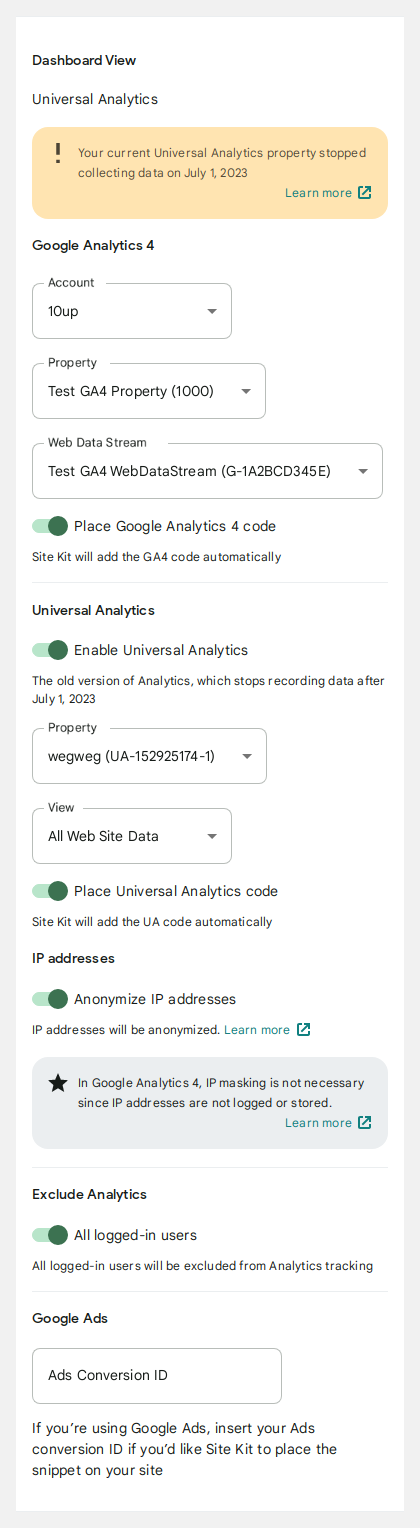 Dashboard View
Universal Analytics
Your current Universal Analytics property stopped
collecting data on July 1, 2023
Learn more
Google Analytics 4
Account
10up
Property
Test GA4 Property (1000)
Web Data Stream
Test GA4 WebDataStream (G-1A2BCD345E)
Place Google Analytics 4 code
Site Kit will add the GA4 code automatically
Universal Analytics
Enable Universal Analytics
The old version of Analytics, which stops recording data after
July 1, 2023
Property
wegweg (UA-152925174-1)
View
All Web Site Data
Place Universal Analytics code
Site Kit will add the UA code automatically
IP addresses
Anonymize IP addresses
IP addresses will be anonymized. Learn more
In Google Analytics 4, IP masking is not necessary
since IP addresses are not logged or stored.
Learn more
Exclude Analytics
All logged-in users
All logged-in users will be excluded from Analytics tracking
Google Ads
Ads Conversion ID
If you’re using Google Ads, insert your Ads
conversion ID if you’d like Site Kit to place the
snippet on your site